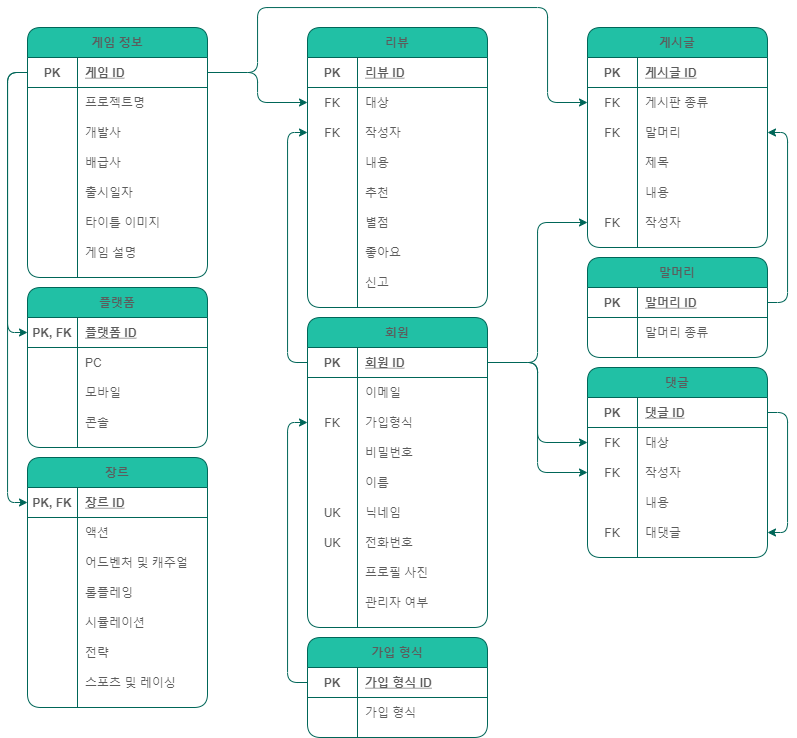 게임 정보
PK 게임 ID
프로젝트명
개발사
배급사
출시일자
타이틀 이미지
게임 설명
플랫폼
PK, FK 플랫폼 ID
PC
모바일
콘솔
장르
PK, FK 장르 ID
액션
어드벤처 및 캐주얼
롤플레잉
시뮬레이션
전략
스포츠 및 레이싱
리뷰
PK 리뷰 ID
FK 대상
FK 작성자
내용
추천
별점
좋아요
신고
회원
PK 회원 ID
이메일
FK 가입형식
비밀번호
이름
UK 닉네임
UK 전화번호
프로필 사진
관리자 여부
가입 형식
PK 가입 형식 ID
가입 형식
게시글
PK 게시글 ID
FK 게시판 종류
FK 말머리
제목
내용
FK 작성자
말머리
PK 말머리 ID
말머리 종류
댓글
PK 댓글 ID
FK 대상
FK 작성자
내용
FK 대댓글